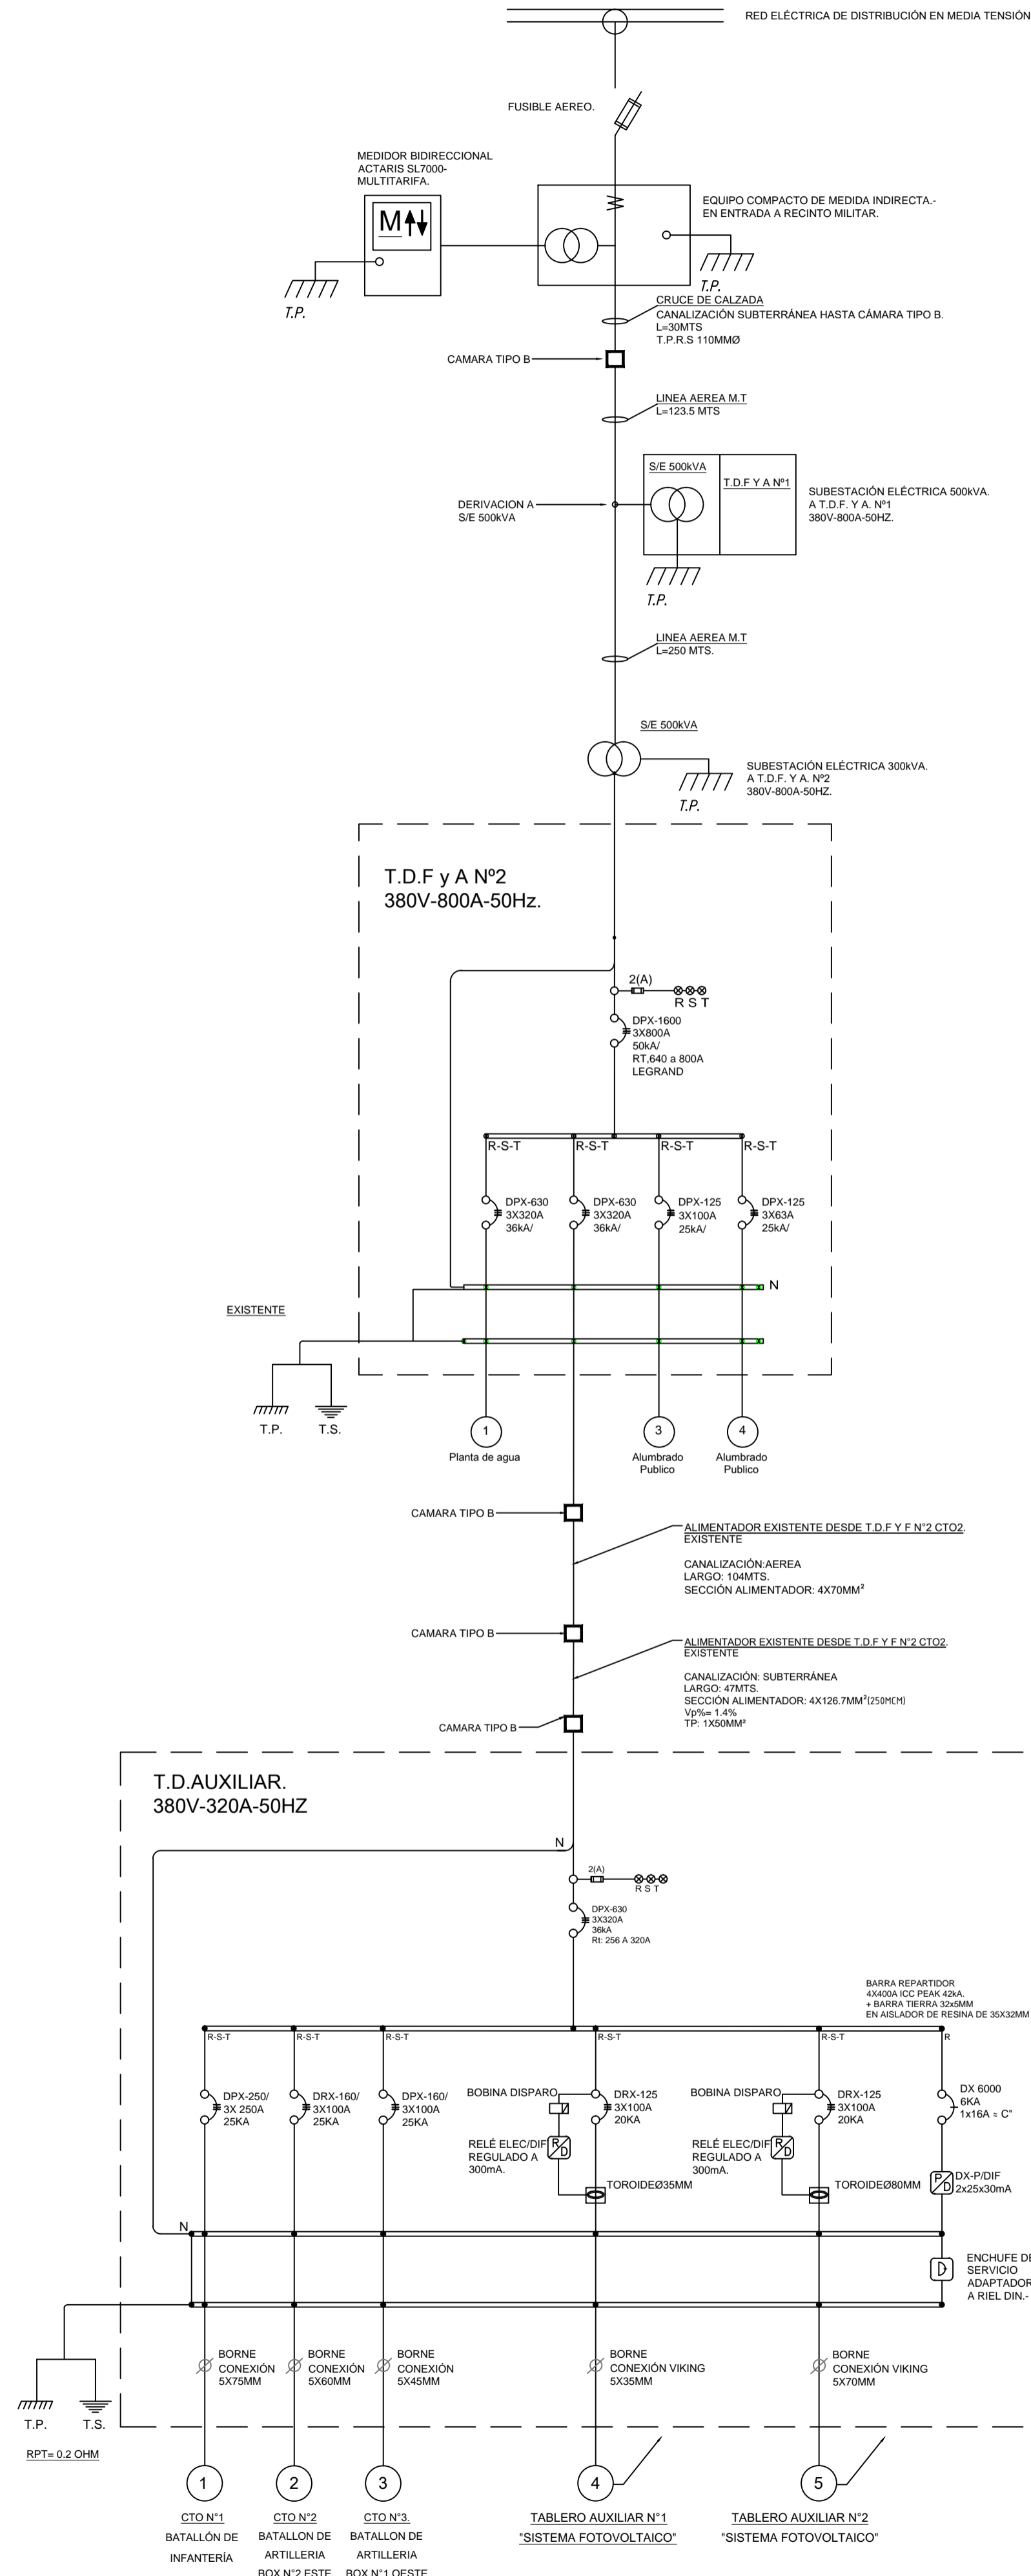 RED ELÉCTRICA DE DISTRIBUCIÓN EN MEDIA TENSIÓN
FUSIBLE AEREO.
MEDIDOR BIDIRECCIONAL
ACTARIS SL7000-
MULTITARIFA.
M
EQUIPO COMPACTO DE MEDIDA INDIRECTA.-
EN ENTRADA A RECINTO MILITAR.
T.P.
T.P.
CRUCE DE CALZADA
CANALIZACIÓN SUBTERRÁNEA HASTA CÁMARA TIPO B.
L=30MTS
T.P.R.S 110MMØ
CAMARA TIPO B
LINEA AEREA M.T
L=123.5 MTS
S/E 500kVA
T.D.F Y A Nº1
SUBESTACIÓN ELÉCTRICA 500kVA.
A T.D.F. Y A. Nº1
380V-800A-50HZ.
DERIVACION A
S/E 500kVA
T.P.
LINEA AEREA M.T
L=250 MTS.
S/E 500kVA
SUBESTACIÓN ELÉCTRICA 300kVA.
A T.D.F. Y A. Nº2
380V-800A-50HZ.
T.P.
T.D.F y A Nº2
380V-800A-50Hz.
2(A)
R S T
DPX-1600
3X800A
50kA/
RT,640 a 800A
LEGRAND
R-S-T
R-S-T
R-S-T
R-S-T
DPX-630
3X320A
36kA/
DPX-630
3X320A
36kA/
DPX-125
3X100A
25kA/
DPX-125
3X63A
25kA/
N
EXISTENTE
T.P.
T.S.
1
Planta de agua
3
Alumbrado
Publico
4
Alumbrado
Publico
CAMARA TIPO B
ALIMENTADOR EXISTENTE DESDE T.D.F Y F N°2 CTO2.
EXISTENTE
CANALIZACIÓN:AEREA
LARGO: 104MTS.
SECCIÓN ALIMENTADOR: 4X70MM²
CAMARA TIPO B
ALIMENTADOR EXISTENTE DESDE T.D.F Y F N°2 CTO2.
EXISTENTE
CANALIZACIÓN: SUBTERRÁNEA
LARGO: 47MTS.
SECCIÓN ALIMENTADOR: 4X126.7MM²(250MCM)
Vp%= 1.4%
TP: 1X50MM²
CAMARA TIPO B
T.D.AUXILIAR.
380V-320A-50HZ
N
2(A)
R S T
DPX-630
3X320A
36kA
Rt: 256 A 320A
BARRA REPARTIDOR
4X400A ICC PEAK 42kA.
+ BARRA TIERRA 32x5MM
EN AISLADOR DE RESINA DE 35X32MM
R-S-T
R-S-T
R-S-T
R-S-T
R-S-T
R
DPX-250/
3X 250A
25KA
DRX-160/
3X100A
25KA
DPX-160/
3X100A
25KA
BOBINA DISPARO
DRX-125
3X100A
20KA
RELÉ ELEC/DIF
REGULADO A
300mA.
R/D
TOROIDEØ35MM
BOBINA DISPARO
DRX-125
3X100A
20KA
RELÉ ELEC/DIF
REGULADO A
300mA.
R/D
TOROIDEØ80MM
DX 6000
6KA
1x16A ≈ C"
P/D
DX-P/DIF
2x25x30mA
N
D
ENCHUFE DE
SERVICIO
ADAPTADOR
A RIEL DIN.-
BORNE
CONEXIÓN
5X75MM
BORNE
CONEXIÓN
5X60MM
BORNE
CONEXIÓN
5X45MM
BORNE
CONEXIÓN VIKING
5X35MM
BORNE
CONEXIÓN VIKING
5X70MM
T.P.
T.S.
RPT= 0.2 OHM
1
CTO N°1
BATALLÓN DE
INFANTERÍA
2
CTO N°2
BATALLON DE
ARTILLERIA
BOX N°2 ESTE
3
CTO N°3.
BATALLON DE
ARTILLERIA
BOX N°1 OESTE
4
TABLERO AUXILIAR N°1
"SISTEMA FOTOVOLTAICO"
5
TABLERO AUXILIAR N°2
"SISTEMA FOTOVOLTAICO"